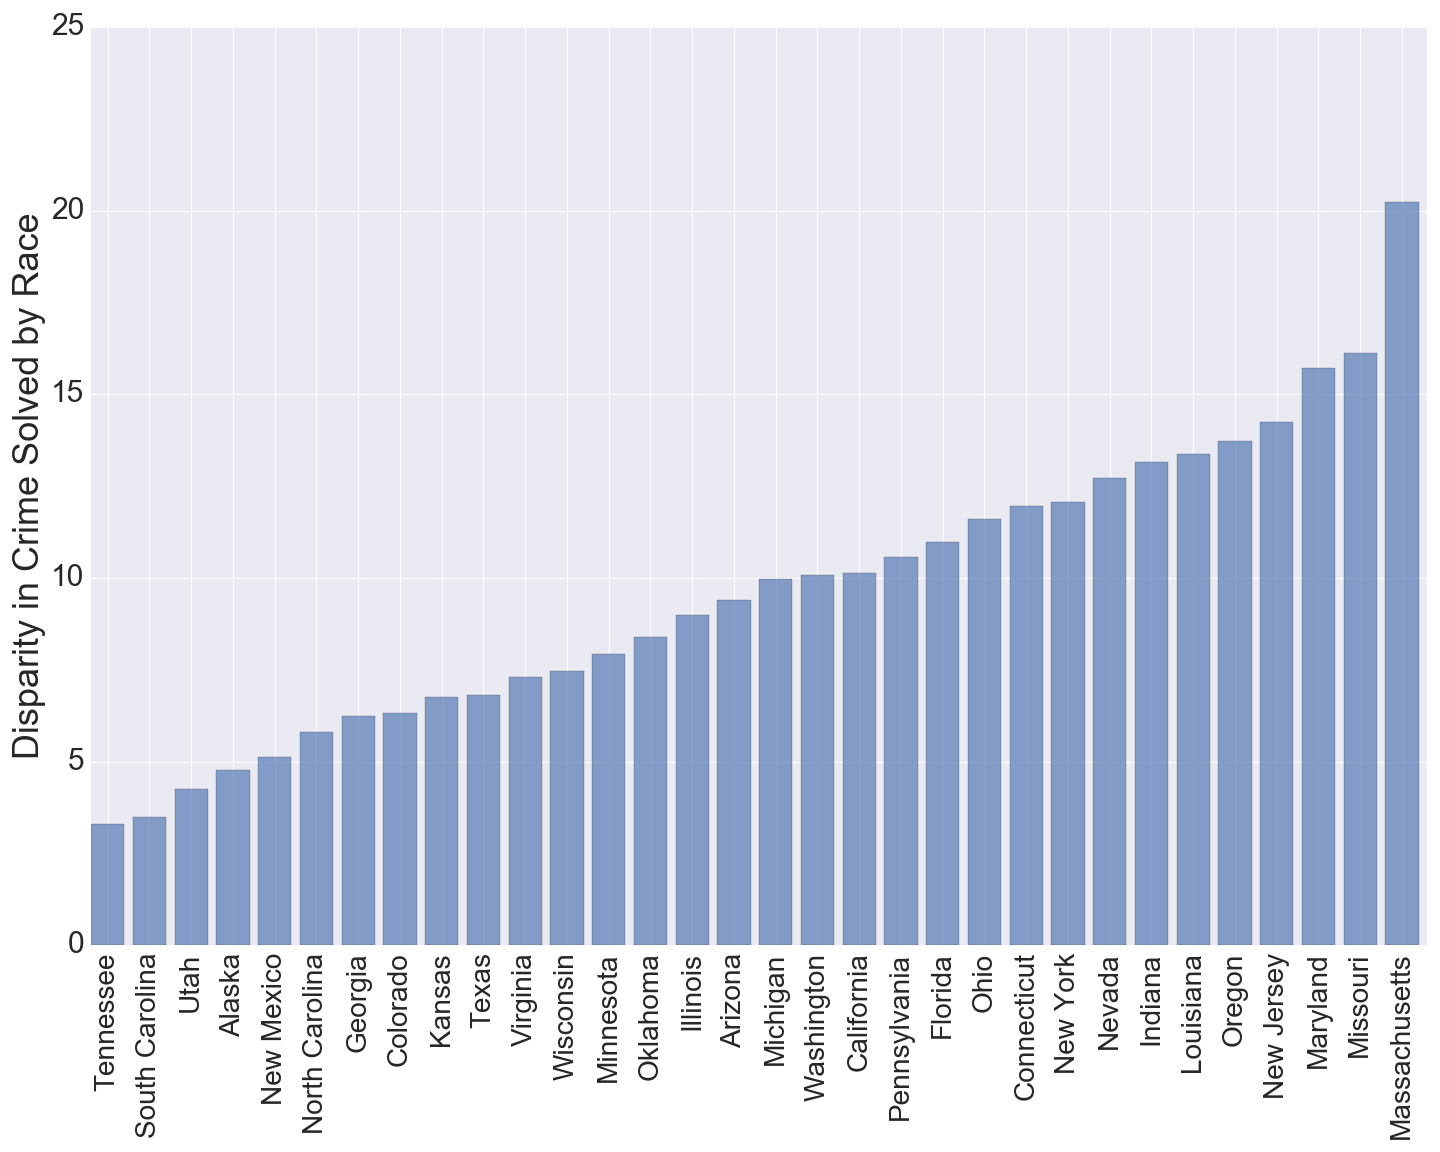 Disparity in Crime Solved by Race
25
20
15
10
5
0
Tennessee
South Carolina
Utah
Alaska
New Mexico
North Carolina
Georgia
Colorado
Kansas
Texas
Virginia
Wisconsin
Minnesota
Oklahoma
Illinois
Arizona
Michigan
Washington
California
Pennsylvania
Florida
Ohio
Connecticut
New York
Nevada
Indiana
Louisiana
Oregon
New Jersey
Maryland
Missouri
Massachusetts